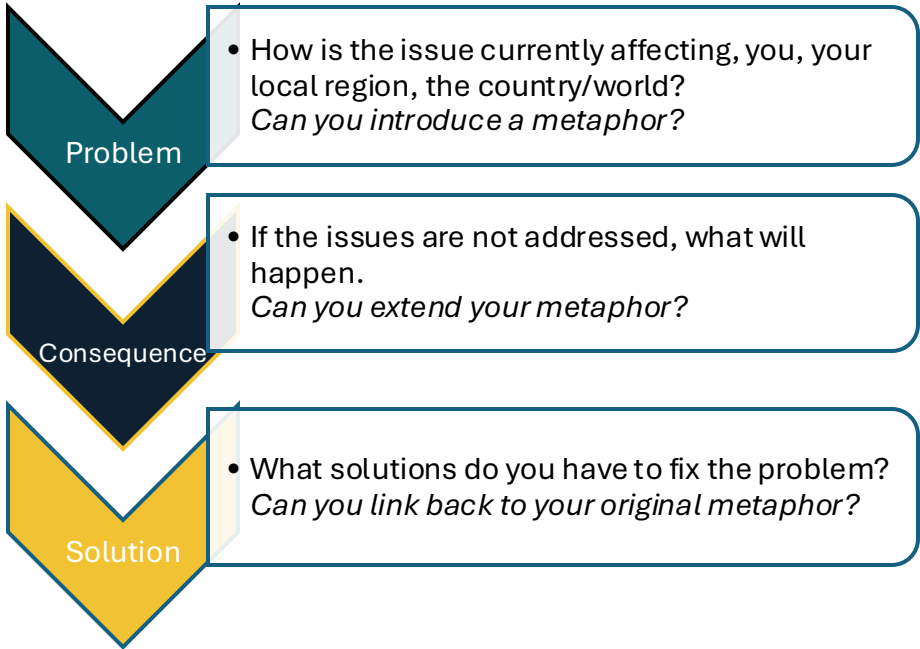 Problem
• How is the issue currently affecting, you, your
local region, the country/world?
Can you introduce a metaphor?
Consequence
• If the issues are not addressed, what will
happen.
Can you extend your metaphor?
Solution
• What solutions do you have to fix the problem?
Can you link back to your original metaphor?